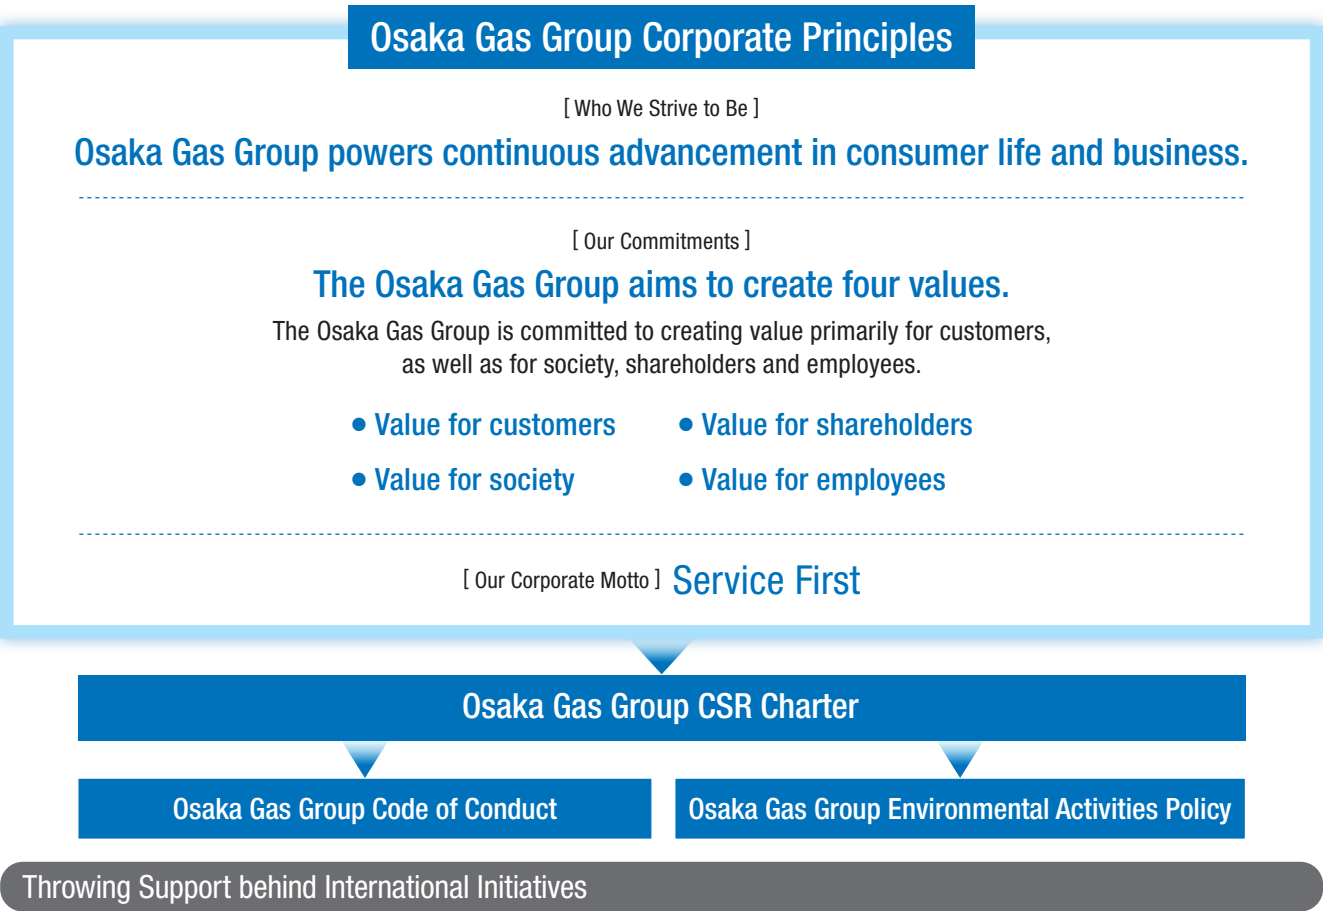 Osaka Gas Group Corporate Principles
[ Who We Strive to Be ]
Osaka Gas Group powers continuous advancement in consumer life and business.
[ Our Commitments ]
The Osaka Gas Group aims to create four values.
The Osaka Gas Group is committed to creating value primarily for customers,
as well as for society, shareholders and employees.
● Value for customers ● Value for shareholders
● Value for society ● Value for employees
[ Our Corporate Motto ] Service First
Osaka Gas Group CSR Charter
Osaka Gas Group Code of Conduct
Osaka Gas Group Environmental Activities Policy
Throwing Support behind International Initiatives